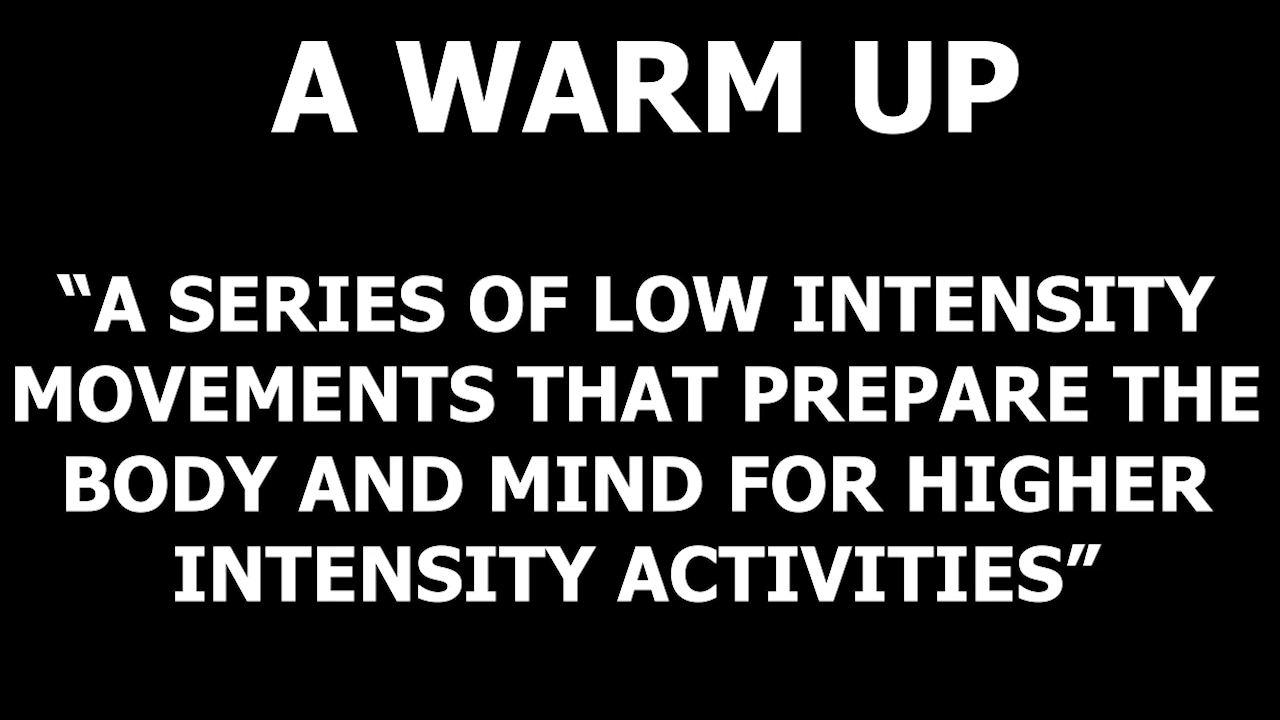 A WARM UP
“A SERIES OF LOW INTENSITY
MOVEMENTS THAT PREPARE THE
BODY AND MIND FOR HIGHER
INTENSITY ACTIVITIES”